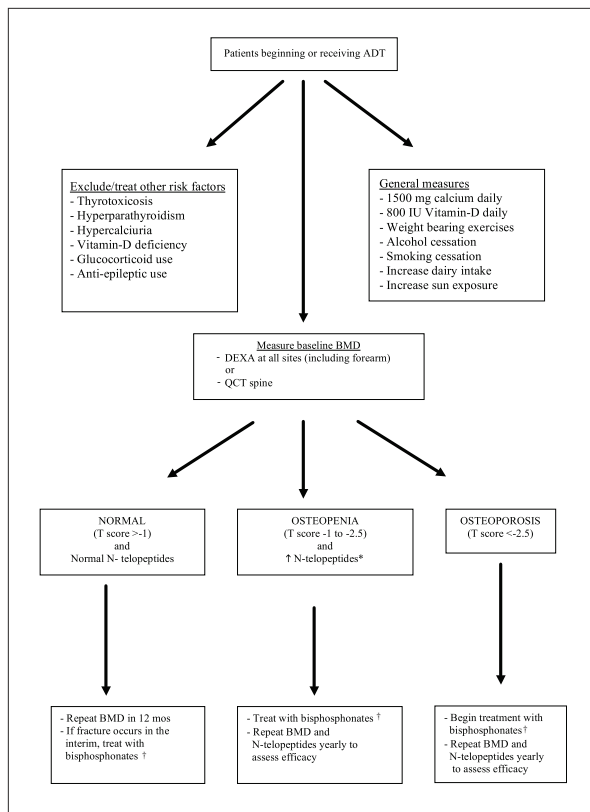 Patients beginning or receiving ADT
Exclude/treat other risk factors
- Thyrotoxicosis
- Hyperparathyroidism
- Hypercalciuria
- Vitamin-D deficiency
- Glucocorticoid use
- Anti-epileptic use
General measures
- 1500 mg calcium daily
- 800 IU Vitamin-D daily
- Weight bearing exercises
- Alcohol cessation
- Smoking cessation
- Increase dairy intake
- Increase sun exposure
Measure baseline BMD
- DEXA at all sites (including forearm)
or
- QCT spine
NORMAL
(T score >-1)
and
Normal N- telopeptides
OSTEOPENIA
(T score -1 to -2.5)
and
↑ N-telopeptides*
OSTEOPOROSIS
(T score <-2.5)
- Repeat BMD in 12 mos
- If fracture occurs in the
interim, treat with
bisphosphonates †
- Treat with bisphosphonates †
- Repeat BMD and
N-telopeptides yearly to
assess efficacy
- Begin treatment with
bisphosphonates†
- Repeat BMD and
N-telopeptides yearly
to assess efficacy